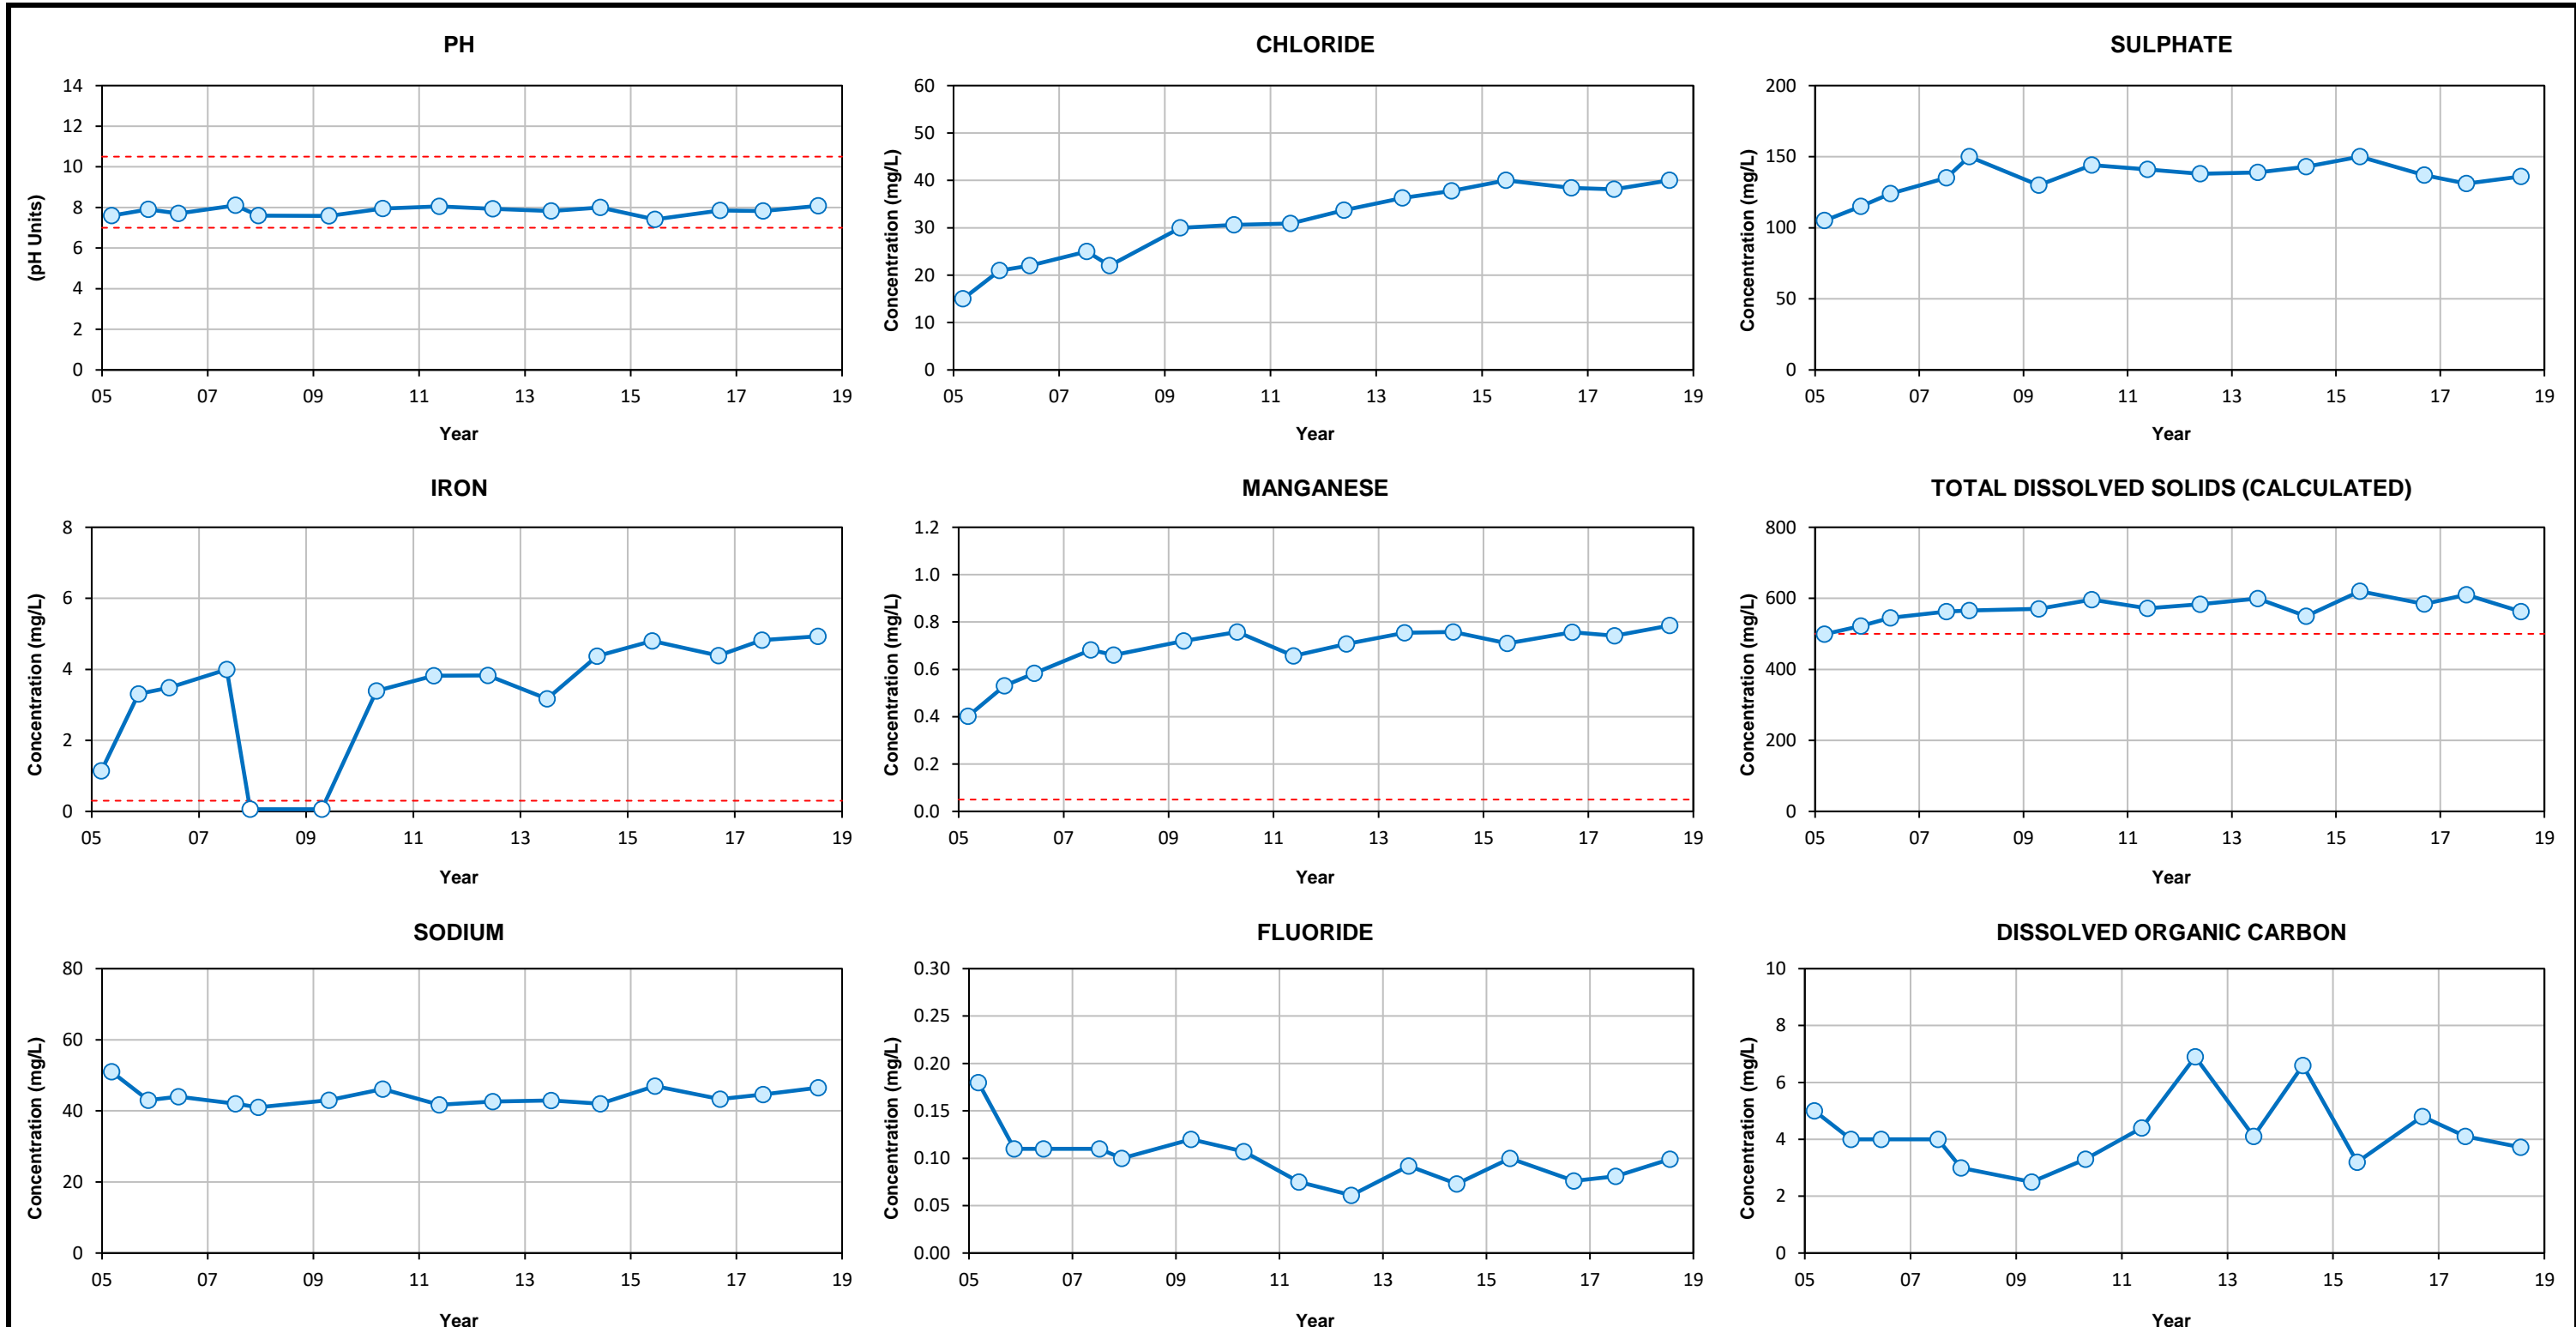 PH
14
12
10
8
6
4
2
0
(pH Units)
05 07 09 11 13 15 17 19
Year
CHLORIDE
60
50
40
30
20
10
0
Concentration (mg/L)
05 07 09 11 13 15 17 19
Year
SULPHATE
200
150
100
50
0
Concentration (mg/L)
05 07 09 11 13 15 17 19
Year
IRON
8
6
4
2
0
Concentration (mg/L)
05 07 09 11 13 15 17 19
Year
MANGANESE
1.2
1.0
0.8
0.6
0.4
0.2
0.0
Concentration (mg/L)
05 07 09 11 13 15 17 19
Year
TOTAL DISSOLVED SOLIDS (CALCULATED)
800
600
400
200
0
Concentration (mg/L)
05 07 09 11 13 15 17 19
Year
SODIUM
80
60
40
20
0
Concentration (mg/L)
05 07 09 11 13 15 17 19
Year
FLUORIDE
0.30
0.25
0.20
0.15
0.10
0.05
0.00
Concentration (mg/L)
05 07 09 11 13 15 17 19
Year
DISSOLVED ORGANIC CARBON
10
8
6
4
2
0
Concentration (mg/L)
05 07 09 11 13 15 17 19
Year